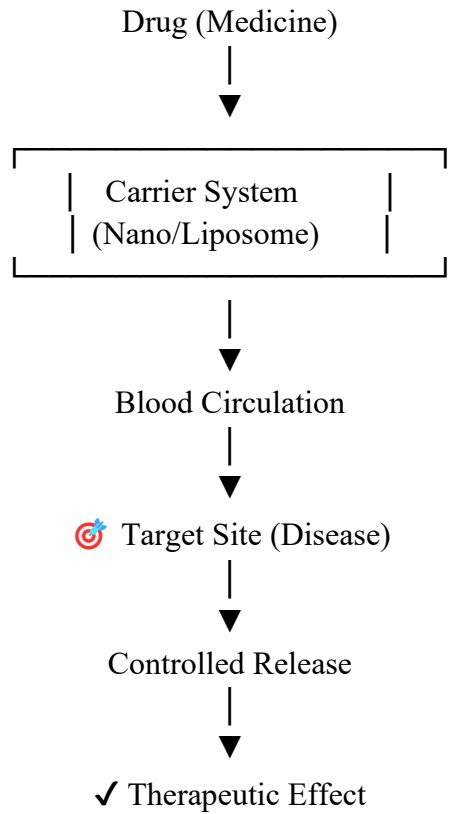 Drug (Medicine)
Carrier System
(Nano/Liposome)
Blood Circulation
🎯 Target Site (Disease)
Controlled Release
✔ Therapeutic Effect